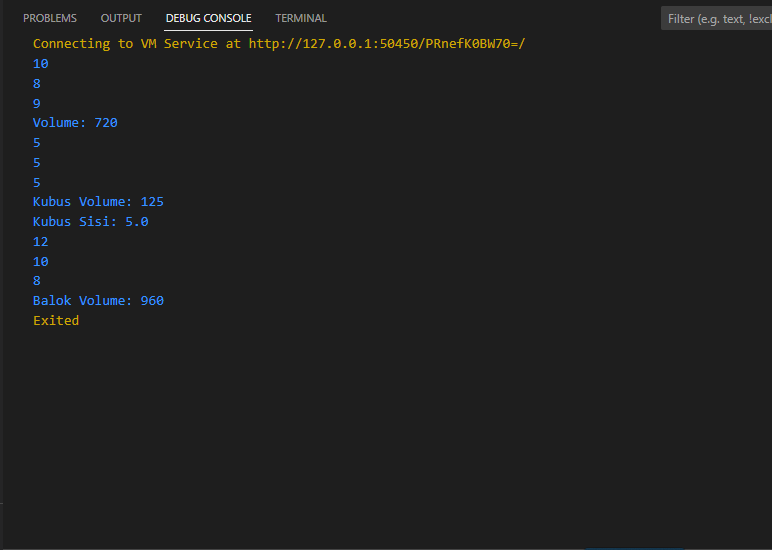 PROBLEMS OUTPUT DEBUG CONSOLE TERMINAL Filter (e.g. text, !excl
Connecting to VM Service at http://127.0.0.1:50450/PRnefK0BW70=/
10
8
9
Volume: 720
5
5
5
Kubus Volume: 125
Kubus Sisi: 5.0
12
10
8
Balok Volume: 960
Exited